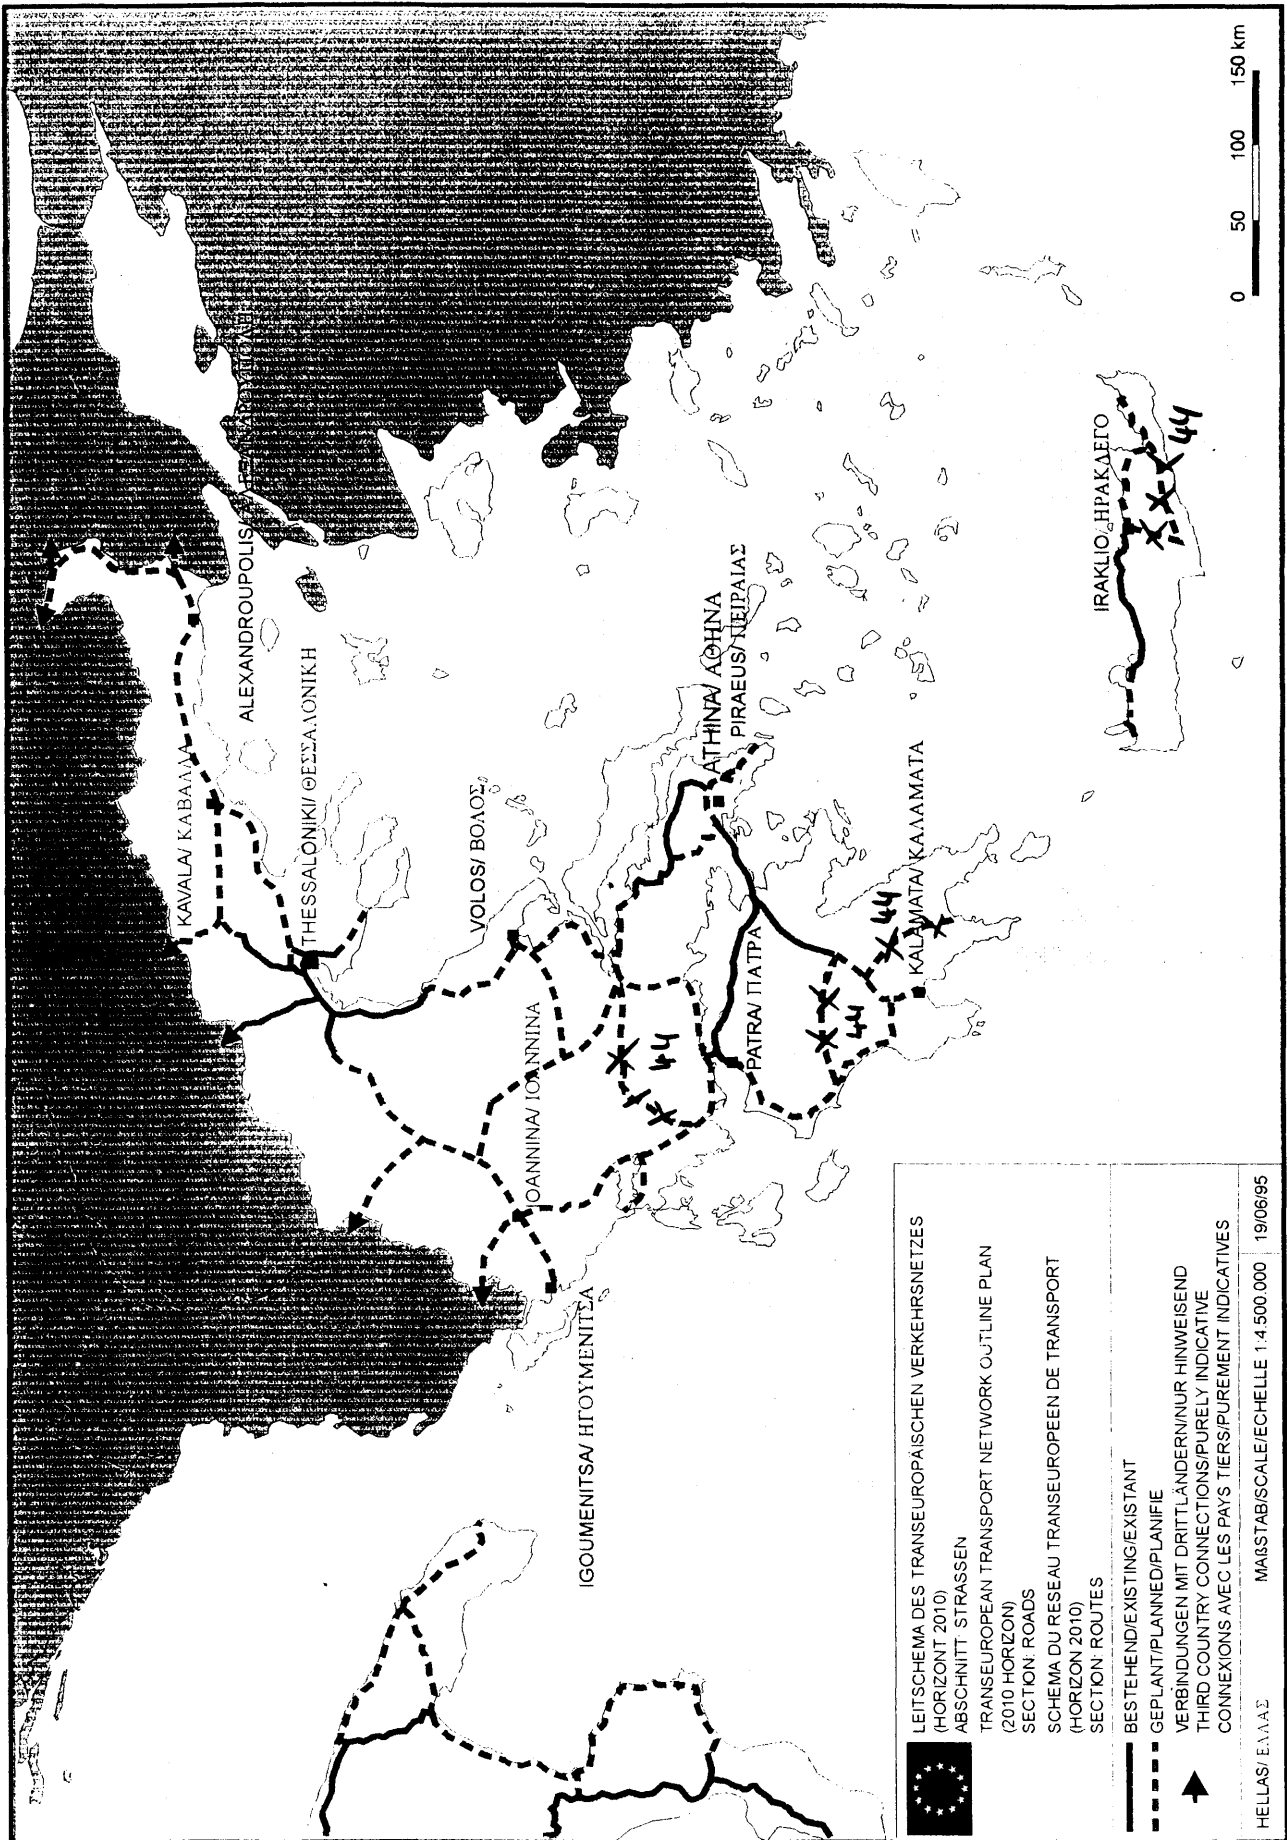 KAVALA/ ΚΑΒΑΛΛΑ
THESSALONIKI/ ΘΕΣΣΑΛΟΝΙΚΗ
ALEXANDROUPOLIS/
VOLOS/ ΒΟΛΟΣ
IOANNINA/ ΙΟΑΝΝΙΝΑ
IGOUMENITSA/ ΗΓΟΥΜΕΝΙΤΣΑ
ATHINA/ ΑΘΗΝΑ
PIRAEUS/ ΠΕΙΡΑΙΑΣ
PATRA/ ΠΑΤΡΑ
KALAMATA/ ΚΑΛΑΜΑΤΑ
IRAKLIO/ ΗΡΑΚΛΕΓΟ
44
44
44
44
0 50 100 150 km
LEITSCHEMA DES TRANSEUROPÄISCHEN VERKEHRSNETZES
(HORIZONT 2010)
ABSCHNITT: STRASSEN
TRANSEUROPEAN TRANSPORT NETWORK OUTLINE PLAN
(2010 HORIZON)
SECTION: ROADS
SCHEMA DU RESEAU TRANSEUROPEEN DE TRANSPORT
(HORIZON 2010)
SECTION: ROUTES
BESTEHEND/EXISTING/EXISTANT
GEPLANT/PLANNED/PLANIFIE
VERBINDUNGEN MIT DRITTLÄNDERN/NUR HINWEISEND
THIRD COUNTRY CONNECTIONS/PURELY INDICATIVE
CONNEXIONS AVEC LES PAYS TIERS/PUREMENT INDICATIVES
HELLAS/ ΕΛΛΑΣ MAßSTAB/SCALE/ECHELLE 1:4.500.000 19/06/95